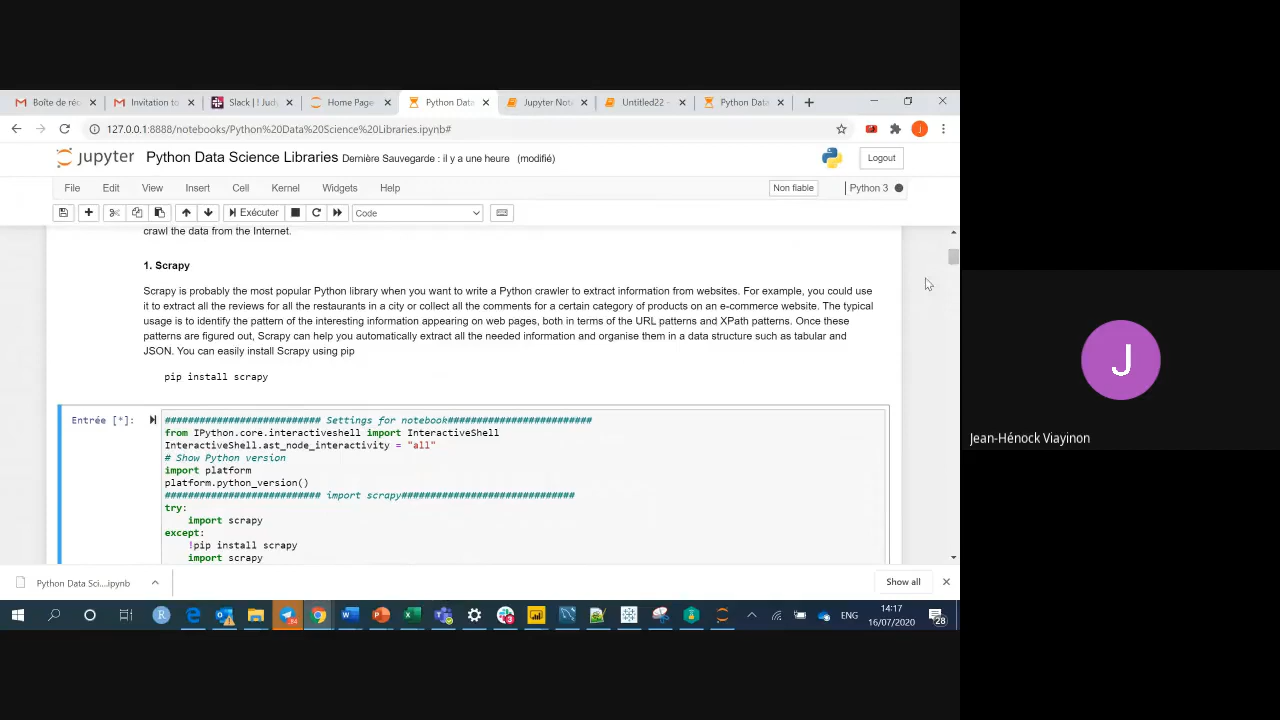 Boîte de réc
Invitation to
Slack | ! Jud
Home Page
Python Data
Jupyter Not
Untitled22 -
Python Data
127.0.0.1:8888/notebooks/Python%20Data%20Science%20Libraries.ipynb#
j
jupyter Python Data Science Libraries Dernière Sauvegarde : il y a une heure (modifié)
Logout
File Edit View Insert Cell Kernel Widgets Help
Non fiable
Python 3
Exécuter
Code
crawl the data from the Internet.
1. Scrapy
Scrapy is probably the most popular Python library when you want to write a Python crawler to extract information from websites. For example, you could use
it to extract all the reviews for all the restaurants in a city or collect all the comments for a certain category of products on an e-commerce website. The typical
usage is to identify the pattern of the interesting information appearing on web pages, both in terms of the URL patterns and XPath patterns. Once these
patterns are figured out, Scrapy can help you automatically extract all the needed information and organise them in a data structure such as tabular and
JSON. You can easily install Scrapy using pip
pip install scrapy
Entrée [*]:
########################### Settings for notebook#########################
from IPython.core.interactiveshell import InteractiveShell
InteractiveShell.ast_node_interactivity = "all"
# Show Python version
import platform
platform.python_version()
########################### import scrapy##############################
try:
import scrapy
except:
!pip install scrapy
import scrapy
Python Data Sci....ipynb
Show all
ENG
14:17
16/07/2020
28
J
Jean-Hénock Viayinon